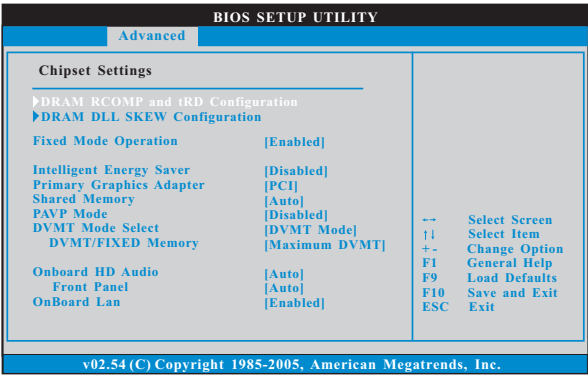 BIOS SETUP UTILITY
Advanced
Chipset Settings
DRAM RCOMP and tRD Configuration
DRAM DLL SKEW Configuration
Fixed Mode Operation [Enabled]
Intelligent Energy Saver [Disabled]
Primary Graphics Adapter [PCI]
Shared Memory [Auto]
PAVP Mode [Disabled]
DVMT Mode Select [DVMT Mode]
DVMT/FIXED Memory [Maximum DVMT]
Onboard HD Audio [Auto]
Front Panel [Auto]
OnBoard Lan [Enabled]
←→ Select Screen
↑↓ Select Item
+- Change Option
F1 General Help
F9 Load Defaults
F10 Save and Exit
ESC Exit
v02.54 (C) Copyright 1985-2005, American Megatrends, Inc.